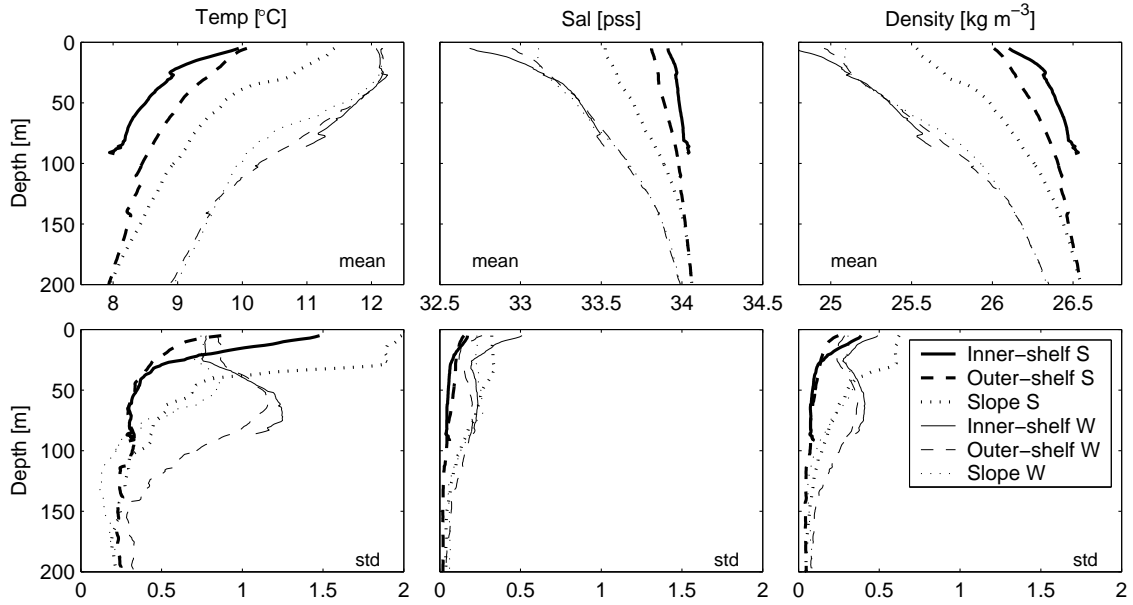 Temp [°C]
Sal [pss]
Density [kg m⁻³]
Depth [m]
0
50
100
150
200
mean
mean
mean
8 9 10 11 12
32.5 33 33.5 34 34.5
25 25.5 26 26.5
Depth [m]
0
50
100
150
200
Inner-shelf S
Outer-shelf S
Slope S
Inner-shelf W
Outer-shelf W
Slope W
std
std
std
0 0.5 1 1.5 2
0 0.5 1 1.5 2
0 0.5 1 1.5 2